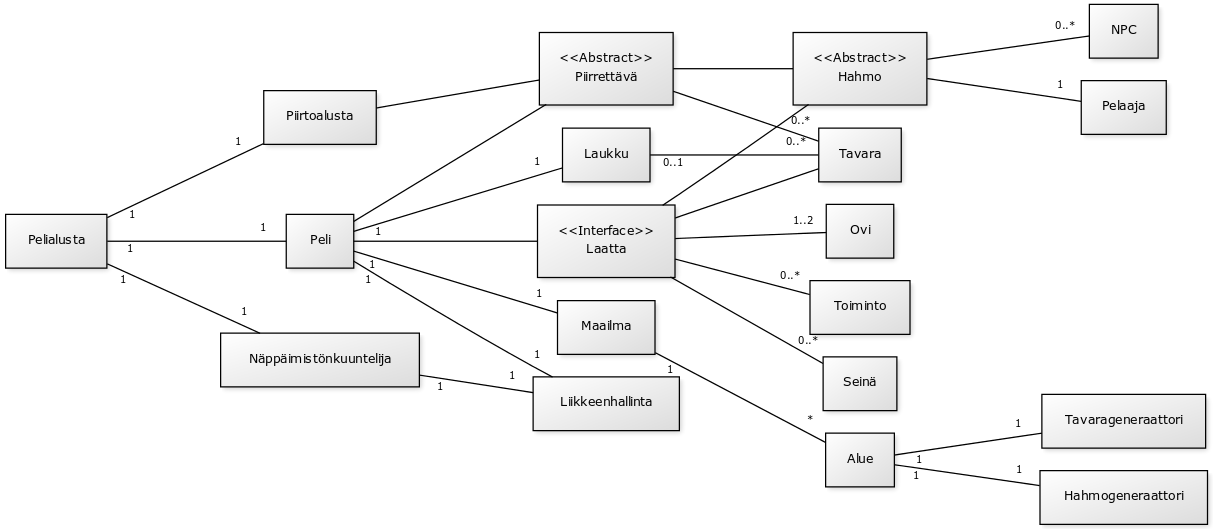 NPC
0..*
<<Abstract>>
Piirrettävä
<<Abstract>>
Hahmo
1
Pelaaja
Piirtoalusta
0..*
1
Laukku
0..1
0..*
Tavara
1
1
1
1
Pelialusta
1
Peli
1
<<Interface>>
Laatta
1..2
Ovi
1
1
1
0..*
Toiminto
1
1
Maailma
0..*
Näppäimistönkuuntelija
1
1
1
1
Liikkeenhallinta
Seinä
*
Alue
1
1
1
1
Tavarageneraattori
Hahmogeneraattori